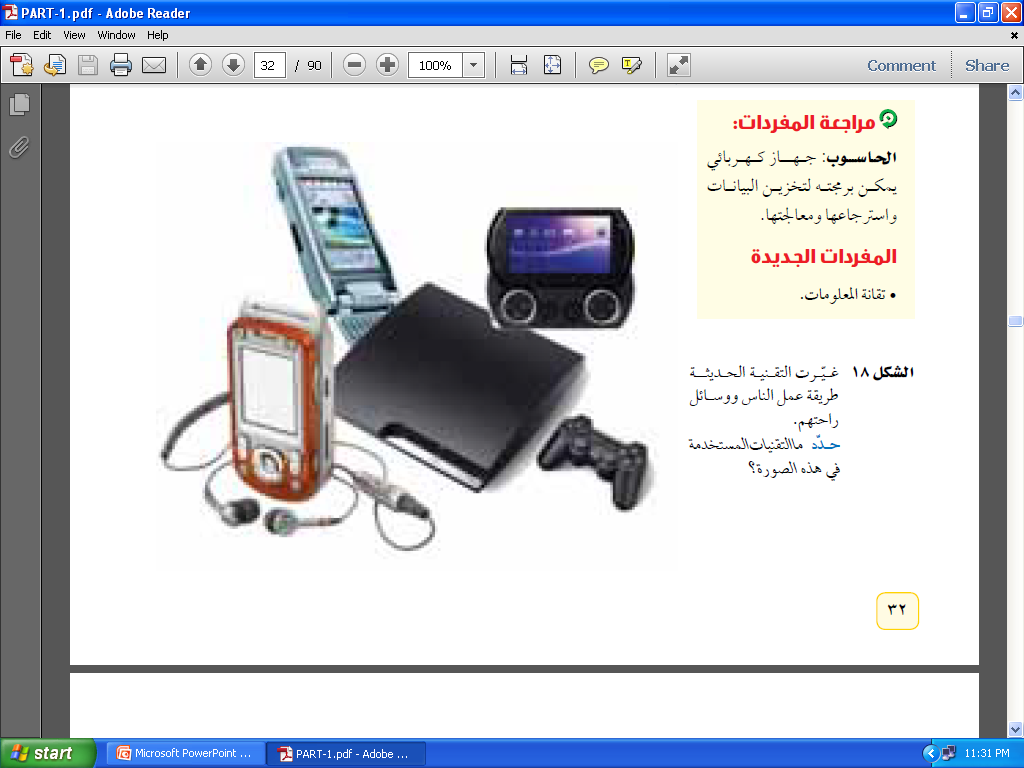 PART-1.pdf - Adobe Reader
File Edit View Window Help
32 / 90 100% Comment Share
مراجعة المفردات:
الحاسوب: جهاز كهربائي
يمكن برمجته لتخزين البيانات
واسترجاعها ومعالجتها.
المفردات الجديدة
• تقانة المعلومات.
الشكل ١٨ غيّرت التقنية الحديثة
طريقة عمل الناس ووسائل
راحتهم.
حدّد ما التقنيات المستخدمة
في هذه الصورة؟
٣٢
start Microsoft PowerPoint ... PART-1.pdf - Adobe ... 11:31 PM